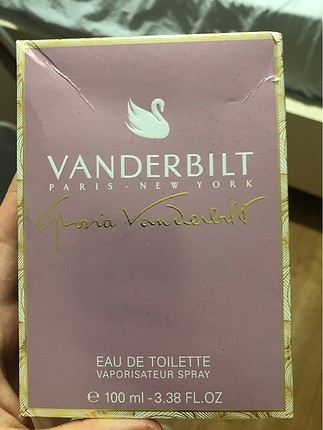 VANDERBILT
PARIS - NEW YORK
Gloria Vanderbilt
EAU DE TOILETTE
VAPORISATEUR SPRAY
℮ 100 ml - 3.38 FL.OZ